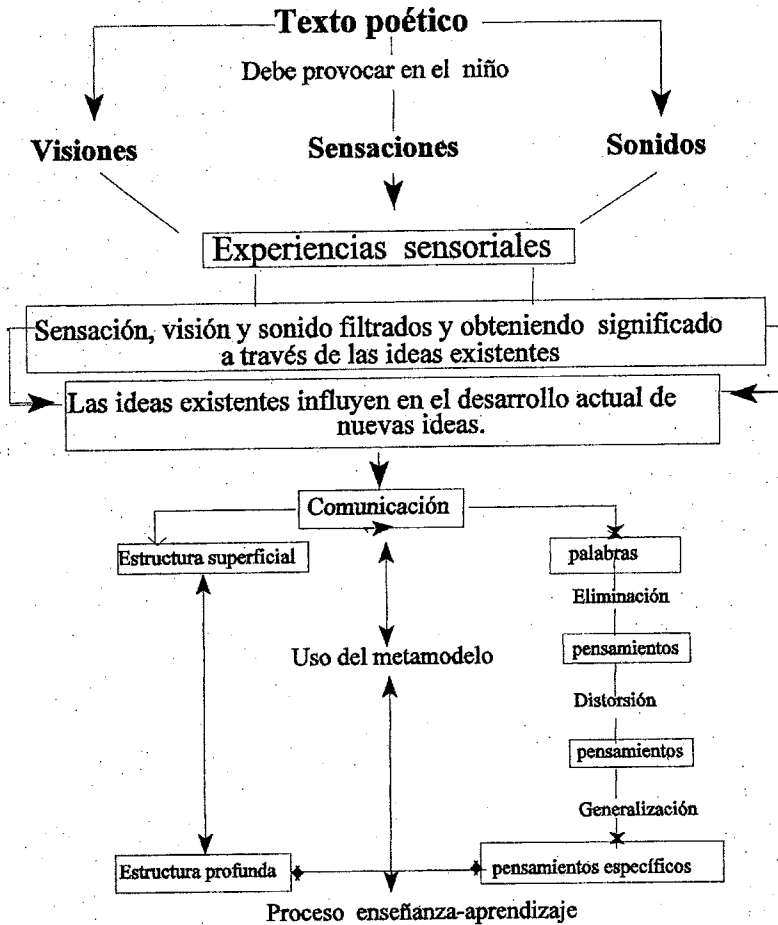 Texto poético
Debe provocar en el niño
Visiones
Sensaciones
Sonidos
Experiencias sensoriales
Sensación, visión y sonido filtrados y obteniendo significado
a través de las ideas existentes
Las ideas existentes influyen en el desarrollo actual de
nuevas ideas.
Comunicación
Estructura superficial
palabras
Eliminación
Uso del metamodelo
pensamientos
Distorsión
pensamientos
Generalización
Estructura profunda
pensamientos específicos
Proceso enseñanza-aprendizaje